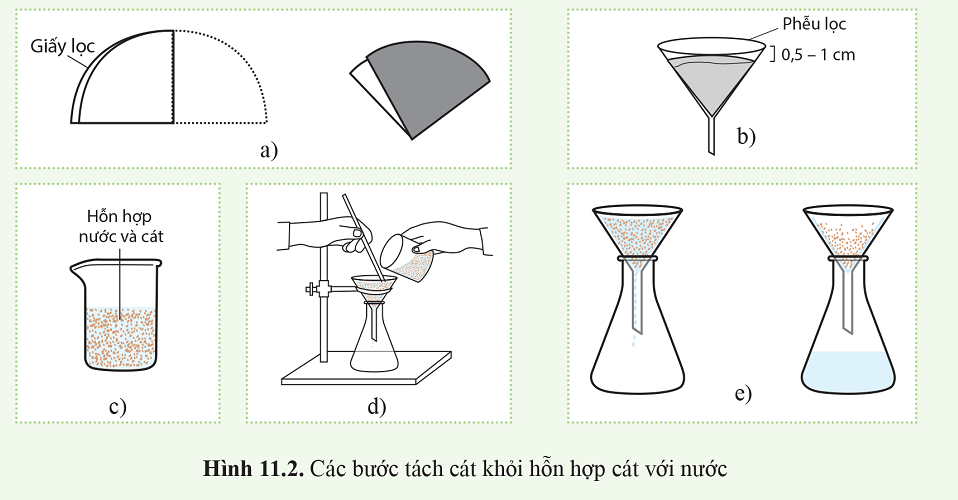 Giấy lọc
a)
Phễu lọc
0,5 – 1 cm
b)
Hỗn hợp
nước và cát
c)
d)
e)
Hình 11.2. Các bước tách cát khỏi hỗn hợp cát với nước